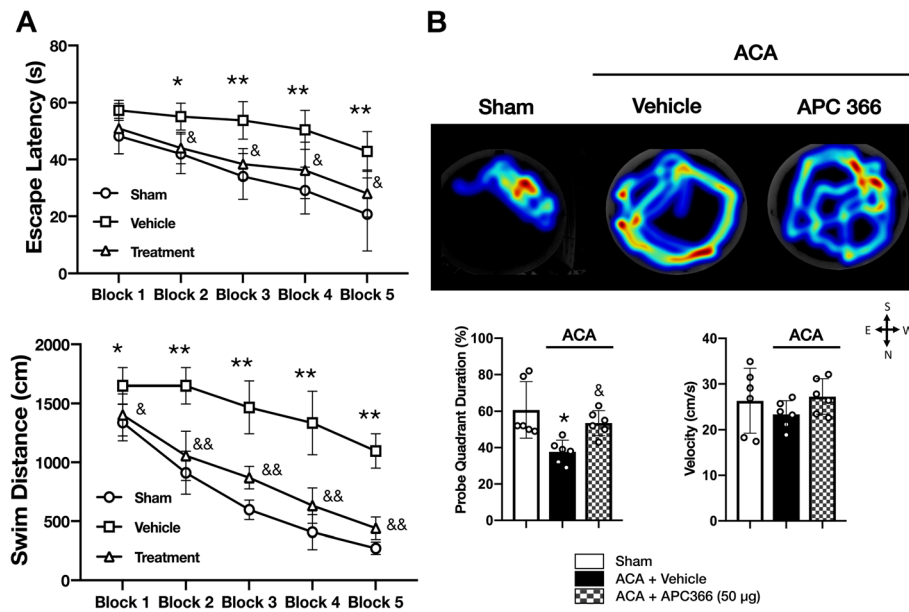 A
Escape Latency (s)
80
60
40
20
0
*
**
**
**
&
&
&
&
Sham
Vehicle
Treatment
Block 1 Block 2 Block 3 Block 4 Block 5
Swim Distance (cm)
2000
1500
1000
500
0
*
**
**
**
**
&
&&
&&
&&
&&
Sham
Vehicle
Treatment
Block 1 Block 2 Block 3 Block 4 Block 5
B
ACA
Sham Vehicle APC 366
S
E W
N
Probe Quadrant Duration (%)
100
80
60
40
20
0
ACA
*
&
Velocity (cm/s)
40
30
20
10
0
ACA
Sham
ACA + Vehicle
ACA + APC366 (50 µg)